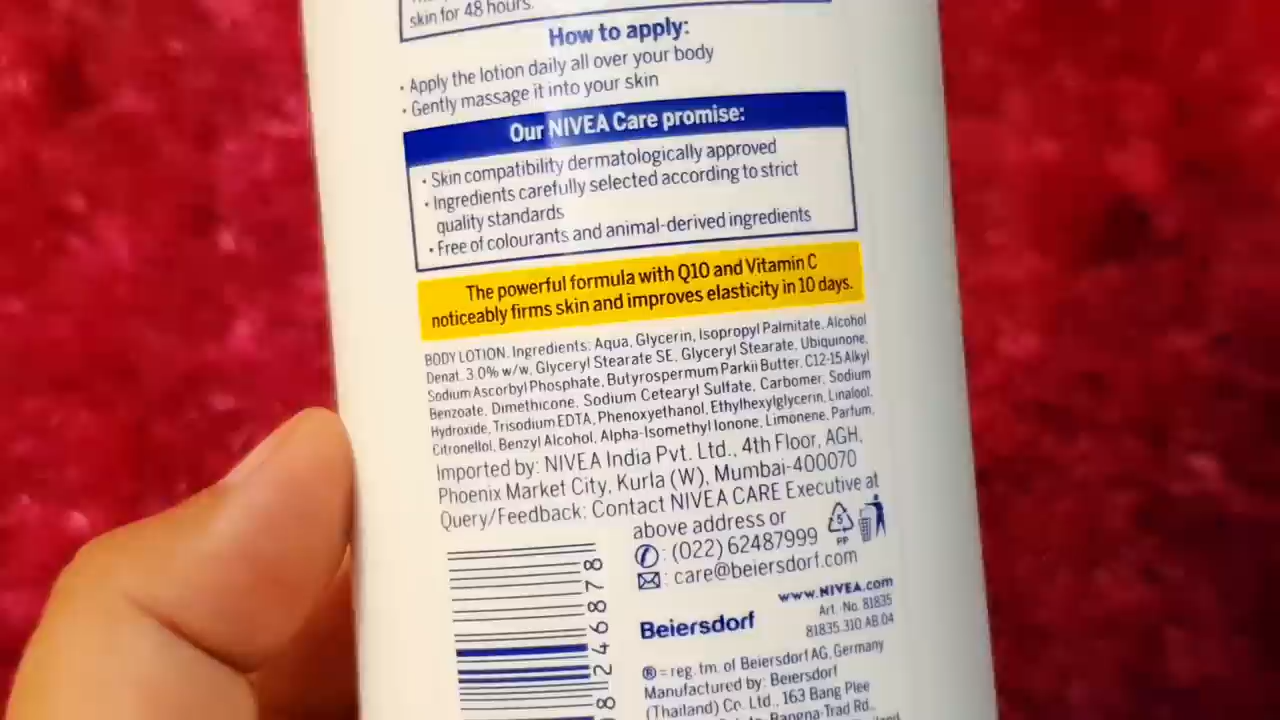 skin for 48 hours.
How to apply:
• Apply the lotion daily all over your body
• Gently massage it into your skin
Our NIVEA Care promise:
• Skin compatibility dermatologically approved
• Ingredients carefully selected according to strict
quality standards
• Free of colourants and animal-derived ingredients
The powerful formula with Q10 and Vitamin C
noticeably firms skin and improves elasticity in 10 days.
BODY LOTION. Ingredients: Aqua, Glycerin, Isopropyl Palmitate, Alcohol
Denat. 3.0% w/w, Glyceryl Stearate SE, Glyceryl Stearate, Ubiquinone,
Sodium Ascorbyl Phosphate, Butyrospermum Parkii Butter, C12-15 Alkyl
Benzoate, Dimethicone, Sodium Cetearyl Sulfate, Carbomer, Sodium
Hydroxide, Trisodium EDTA, Phenoxyethanol, Ethylhexylglycerin, Linalool,
Citronellol, Benzyl Alcohol, Alpha-Isomethyl Ionone, Limonene, Parfum.
Imported by: NIVEA India Pvt. Ltd., 4th Floor, AGH,
Phoenix Market City, Kurla (W), Mumbai-400070
Query/Feedback: Contact NIVEA CARE Executive at
above address or
: (022) 62487999
: care@beiersdorf.com
5
PP
www.NIVEA.com
Art. No. 81835
81835.310 AB.04
Beiersdorf
® = reg. tm. of Beiersdorf AG, Germany
Manufactured by: Beiersdorf
(Thailand) Co. Ltd., 163 Bang Plee
Bangna-Trad Rd.,
8 246878